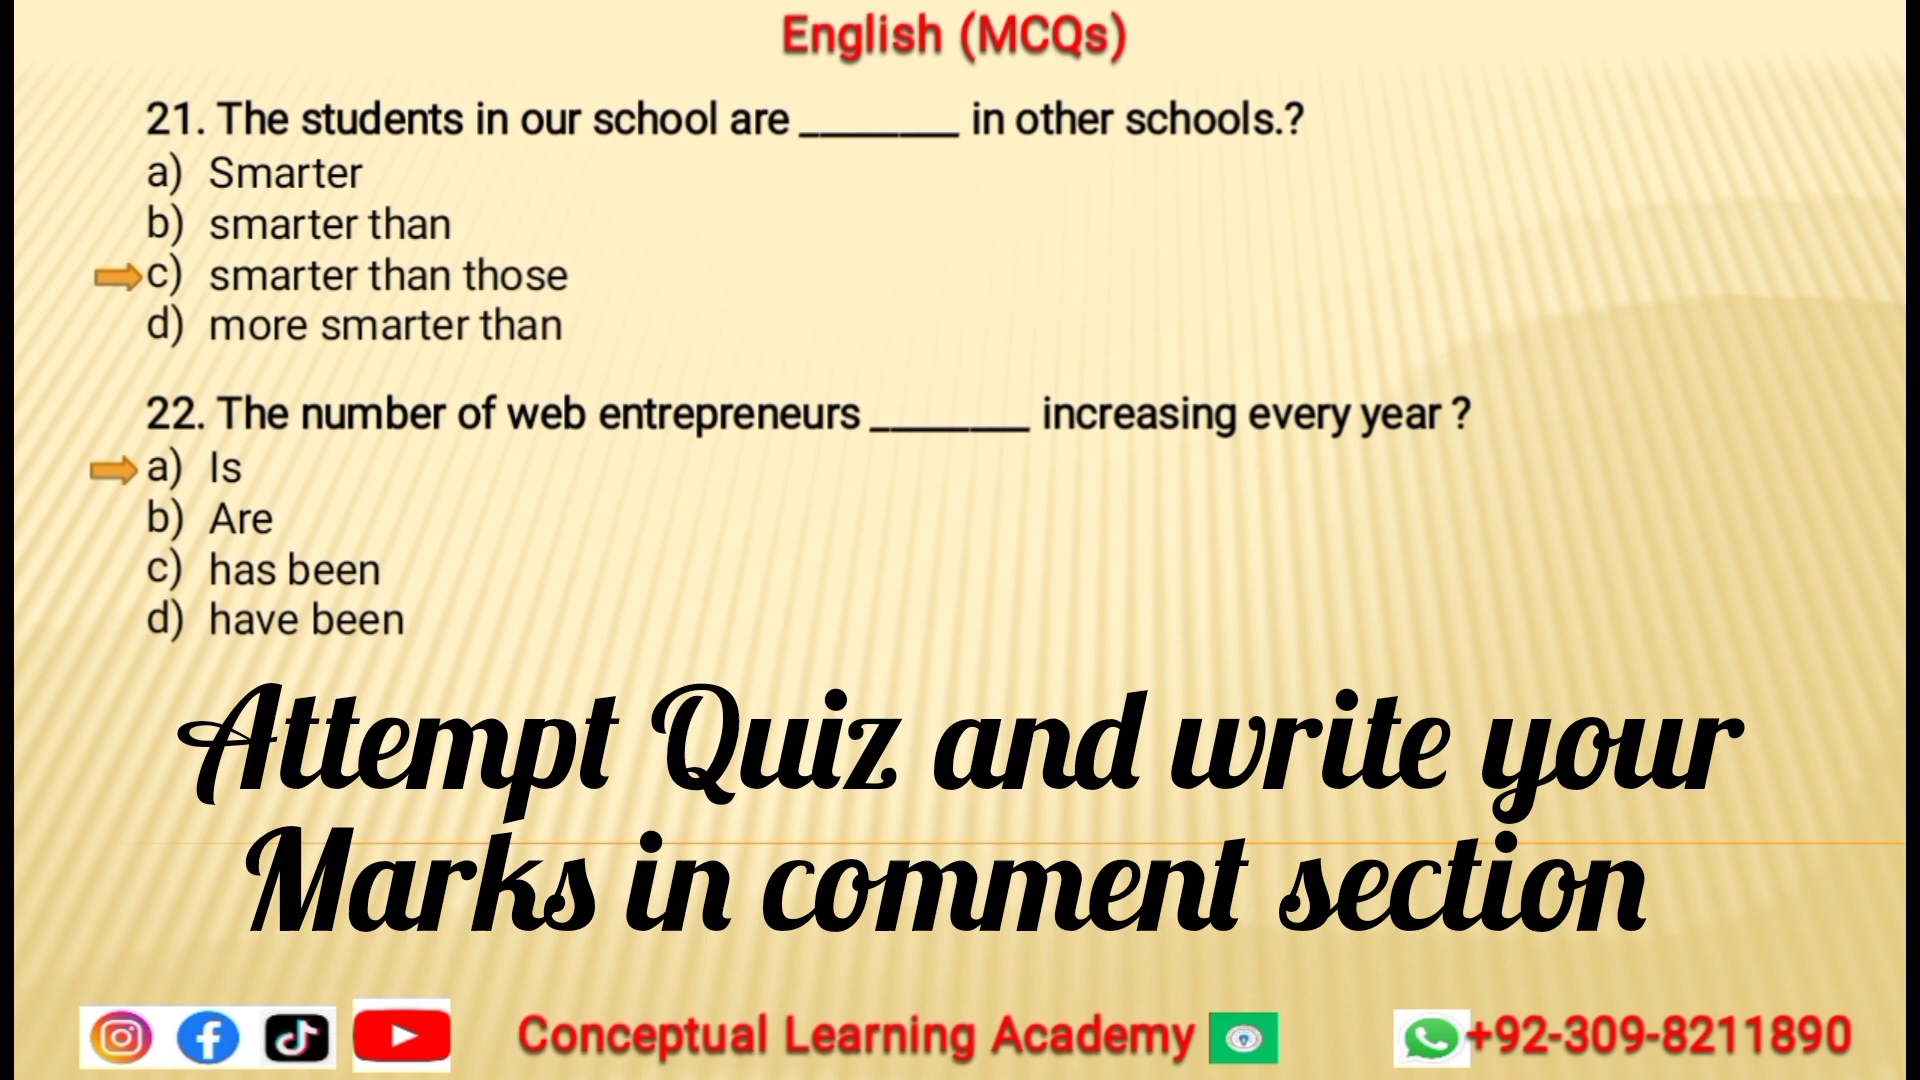 English (MCQs)
21. The students in our school are ________ in other schools.?
a) Smarter
b) smarter than
c) smarter than those
d) more smarter than
22. The number of web entrepreneurs ________ increasing every year ?
a) Is
b) Are
c) has been
d) have been
Attempt Quiz and write your
Marks in comment section
Conceptual Learning Academy
+92-309-8211890